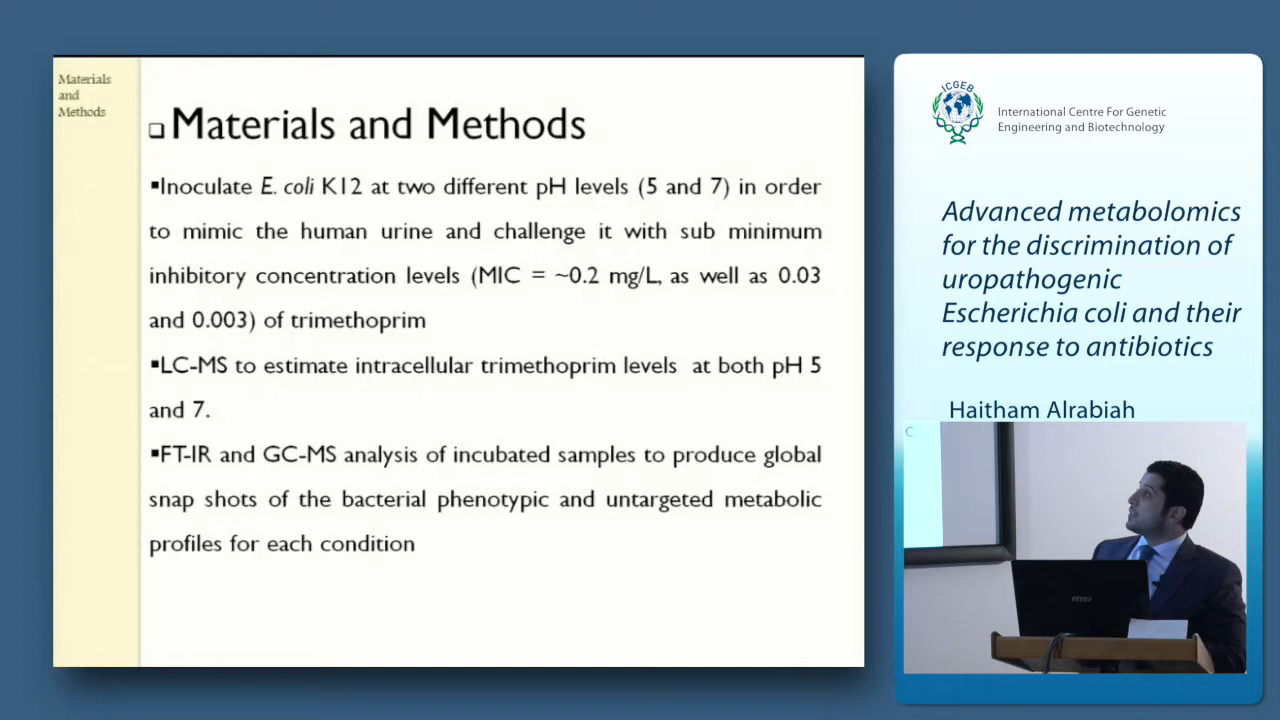 Materials
and
Methods
❑Materials and Methods
▪Inoculate E. coli K12 at two different pH levels (5 and 7) in order
to mimic the human urine and challenge it with sub minimum
inhibitory concentration levels (MIC = ~0.2 mg/L, as well as 0.03
and 0.003) of trimethoprim
▪LC-MS to estimate intracellular trimethoprim levels at both pH 5
and 7.
▪FT-IR and GC-MS analysis of incubated samples to produce global
snap shots of the bacterial phenotypic and untargeted metabolic
profiles for each condition
ICGEB
International Centre For Genetic
Engineering and Biotechnology
Advanced metabolomics
for the discrimination of
uropathogenic
Escherichia coli and their
response to antibiotics
Haitham Alrabiah
C
msi